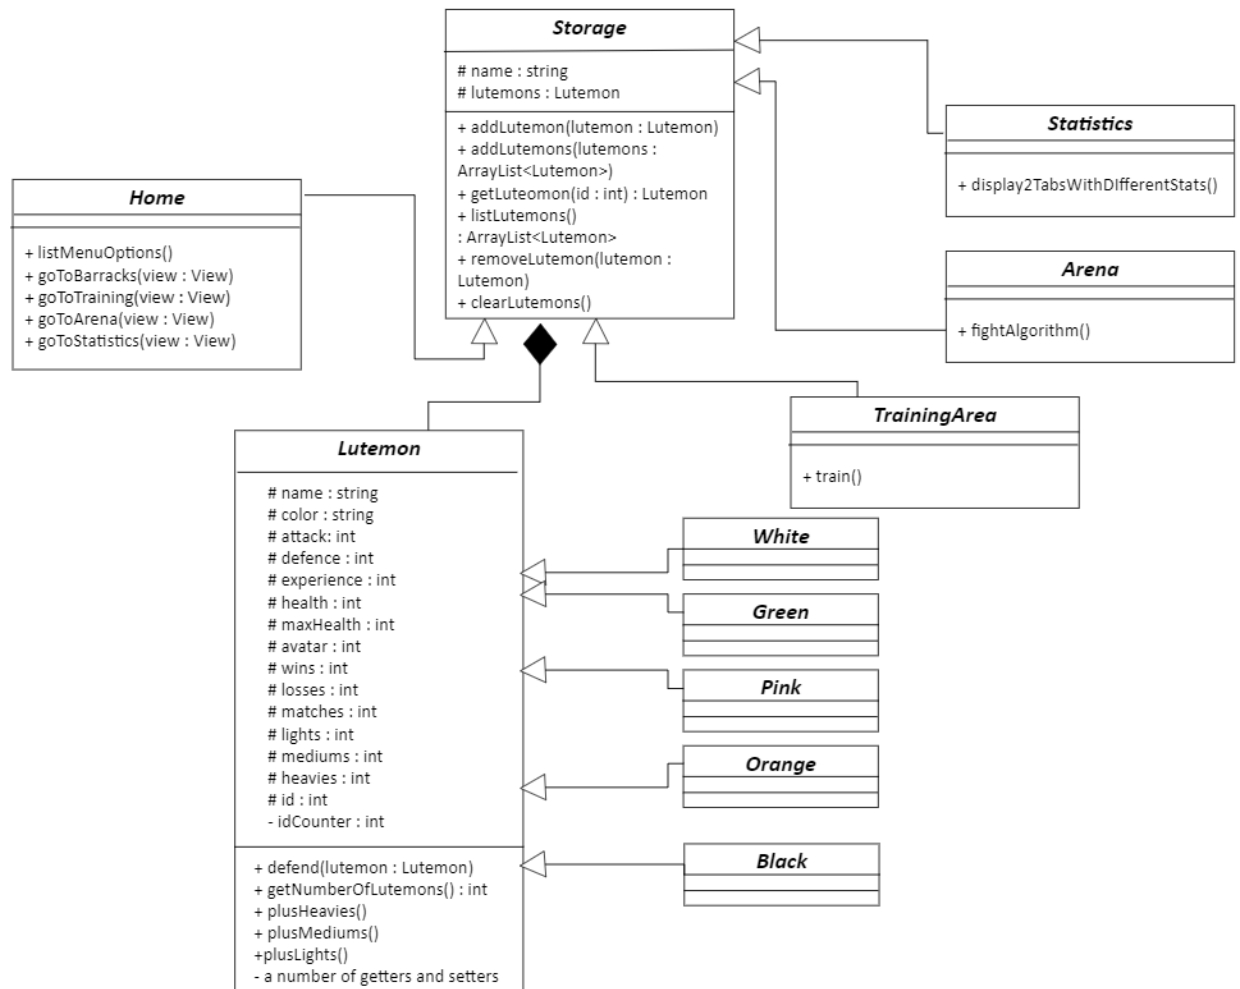 Storage
# name : string
# lutemons : Lutemon
+ addLutemon(lutemon : Lutemon)
+ addLutemons(lutemons :
ArrayList<Lutemon>)
+ getLuteomon(id : int) : Lutemon
+ listLutemons()
: ArrayList<Lutemon>
+ removeLutemon(lutemon :
Lutemon)
+ clearLutemons()
Statistics
+ display2TabsWithDIfferentStats()
Home
+ listMenuOptions()
+ goToBarracks(view : View)
+ goToTraining(view : View)
+ goToArena(view : View)
+ goToStatistics(view : View)
Arena
+ fightAlgorithm()
TrainingArea
+ train()
Lutemon
# name : string
# color : string
# attack: int
# defence : int
# experience : int
# health : int
# maxHealth : int
# avatar : int
# wins : int
# losses : int
# matches : int
# lights : int
# mediums : int
# heavies : int
# id : int
- idCounter : int
+ defend(lutemon : Lutemon)
+ getNumberOfLutemons() : int
+ plusHeavies()
+ plusMediums()
+plusLights()
- a number of getters and setters
White
Green
Pink
Orange
Black